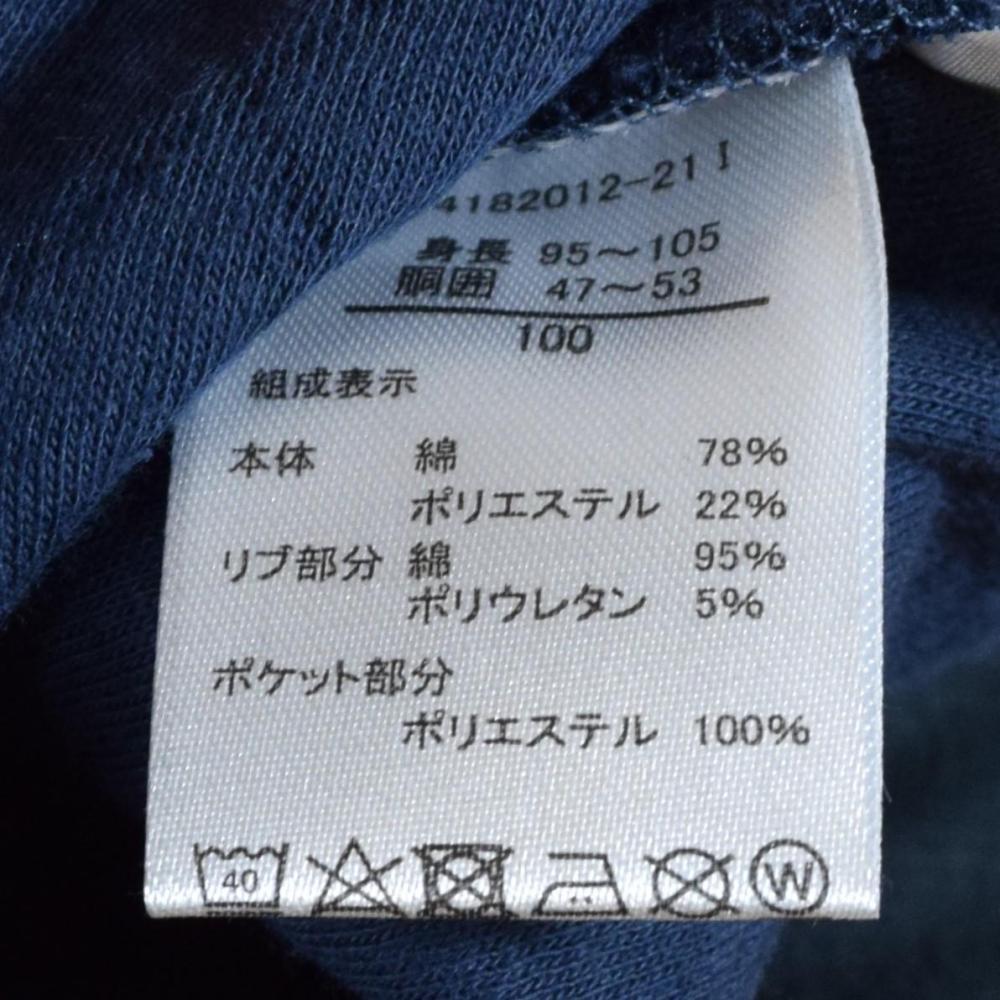 4182012-21 I
身長 95～105
胴囲 47～53
100
組成表示
本体 綿 78%
ポリエステル 22%
リブ部分 綿 95%
ポリウレタン 5%
ポケット部分
ポリエステル 100%
40 W